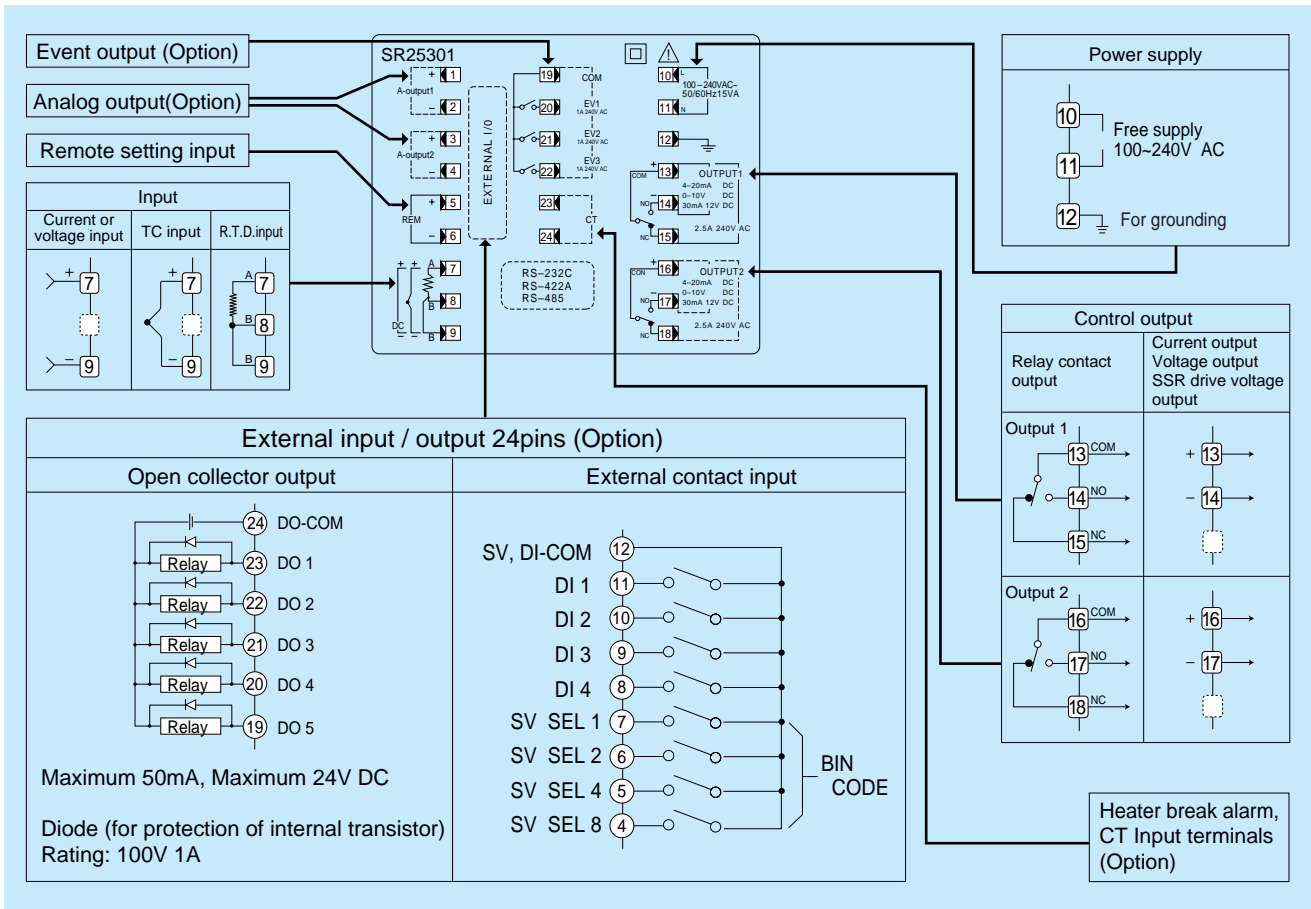 Event output (Option)
Analog output(Option)
Remote setting input
Input
Current or
voltage input
TC input
R.T.D.input
+
7
−
9
+
7
−
9
A
7
B
8
B
9
SR25301
+ 1
A-output1
− 2
+ 3
A-output2
− 4
+ 5
REM
− 6
+ + A 7
B 8
DC
− − B 9
EXTERNAL I/0
19 COM
20 EV1
1A 240V AC
21 EV2
1A 240V AC
22 EV3
1A 240V AC
23
CT
24
RS−232C
RS−422A
RS−485
10 L
100−240VAC−
50/60Hz15VA
11 N
12
+
COM 13 OUTPUT1
4−20mA DC
−
NO 14 0−10V DC
30mA 12V DC
NC 15 2.5A 240V AC
+
CON 16 OUTPUT2
4−20mA DC
−
NO 17 0−10V DC
30mA 12V DC
NC 18 2.5A 240V AC
Power supply
10
Free supply
100~240V AC
11
12 For grounding
Control output
Relay contact
output
Current output
Voltage output
SSR drive voltage
output
Output 1
13 COM
14 NO
15 NC
+ 13
− 14
Output 2
16 COM
17 NO
18 NC
+ 16
− 17
External input / output 24pins (Option)
Open collector output
24 DO-COM
Relay 23 DO 1
Relay 22 DO 2
Relay 21 DO 3
Relay 20 DO 4
Relay 19 DO 5
Maximum 50mA, Maximum 24V DC
Diode (for protection of internal transistor)
Rating: 100V 1A
External contact input
SV, DI-COM 12
DI 1 11
DI 2 10
DI 3 9
DI 4 8
SV SEL 1 7
SV SEL 2 6
SV SEL 4 5
SV SEL 8 4
BIN
CODE
Heater break alarm,
CT Input terminals
(Option)